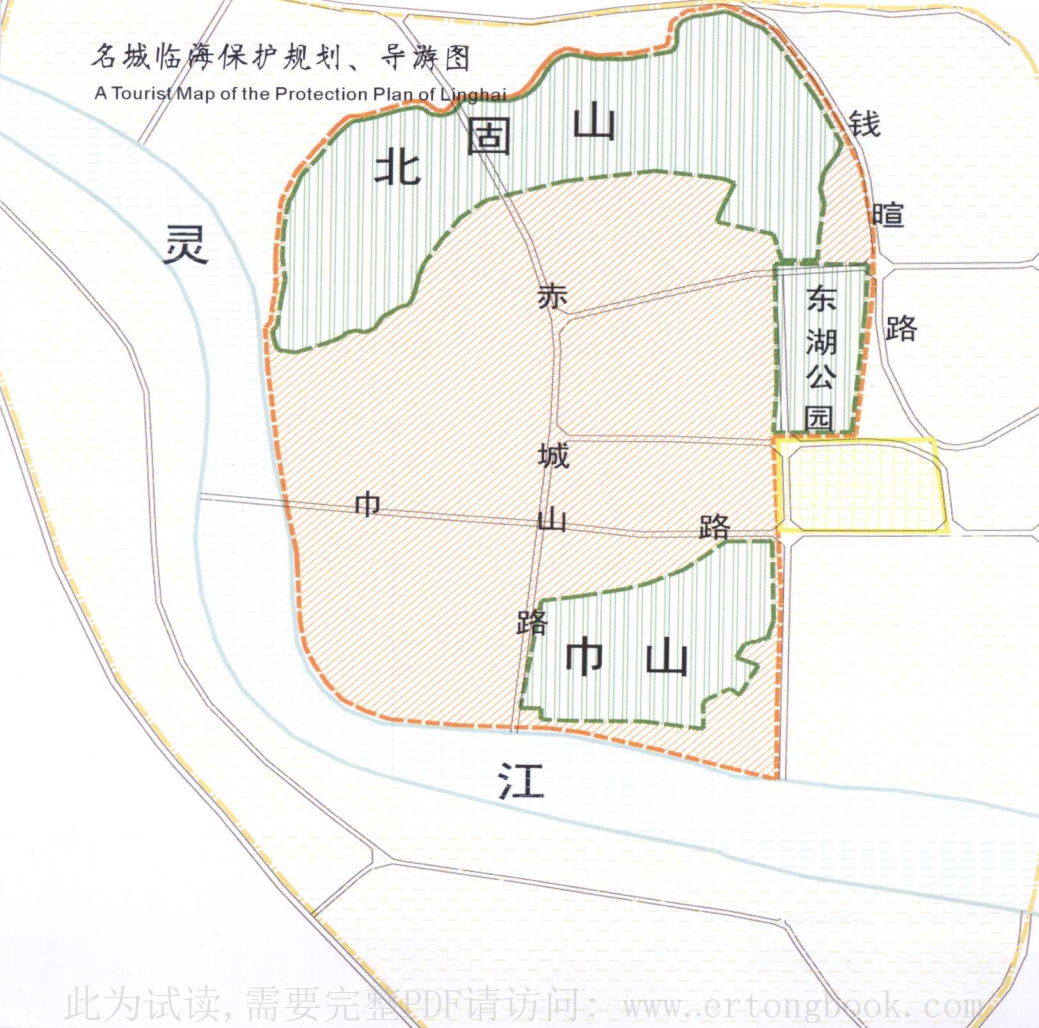 名城临海保护规划、导游图
A Tourist Map of the Protection Plan of Linghai
北固山
钱暄路
灵江
赤城山路
东湖公园
巾山路
巾山
此为试读,需要完整PDF请访问: www.ertongbook.com